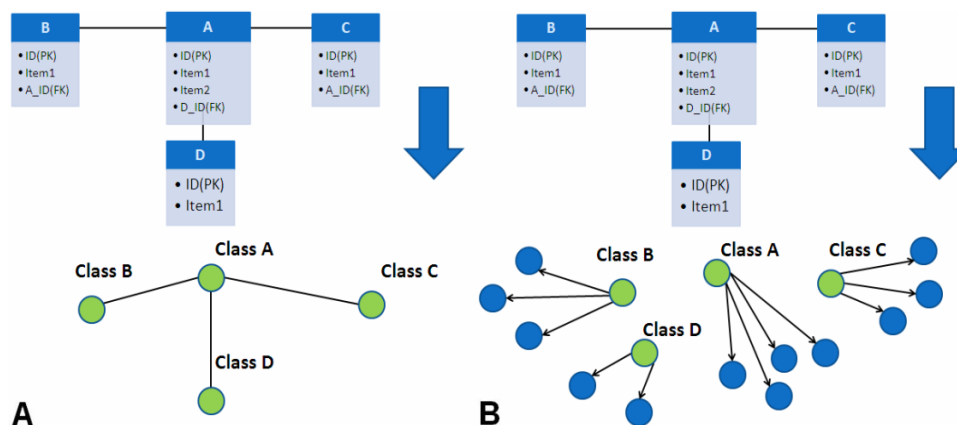 B
• ID(PK)
• Item1
• A_ID(FK)
A
• ID(PK)
• Item1
• Item2
• D_ID(FK)
C
• ID(PK)
• Item1
• A_ID(FK)
D
• ID(PK)
• Item1
Class A
Class B
Class C
Class D
A
B
• ID(PK)
• Item1
• A_ID(FK)
A
• ID(PK)
• Item1
• Item2
• D_ID(FK)
C
• ID(PK)
• Item1
• A_ID(FK)
D
• ID(PK)
• Item1
Class B
Class A
Class C
Class D
B